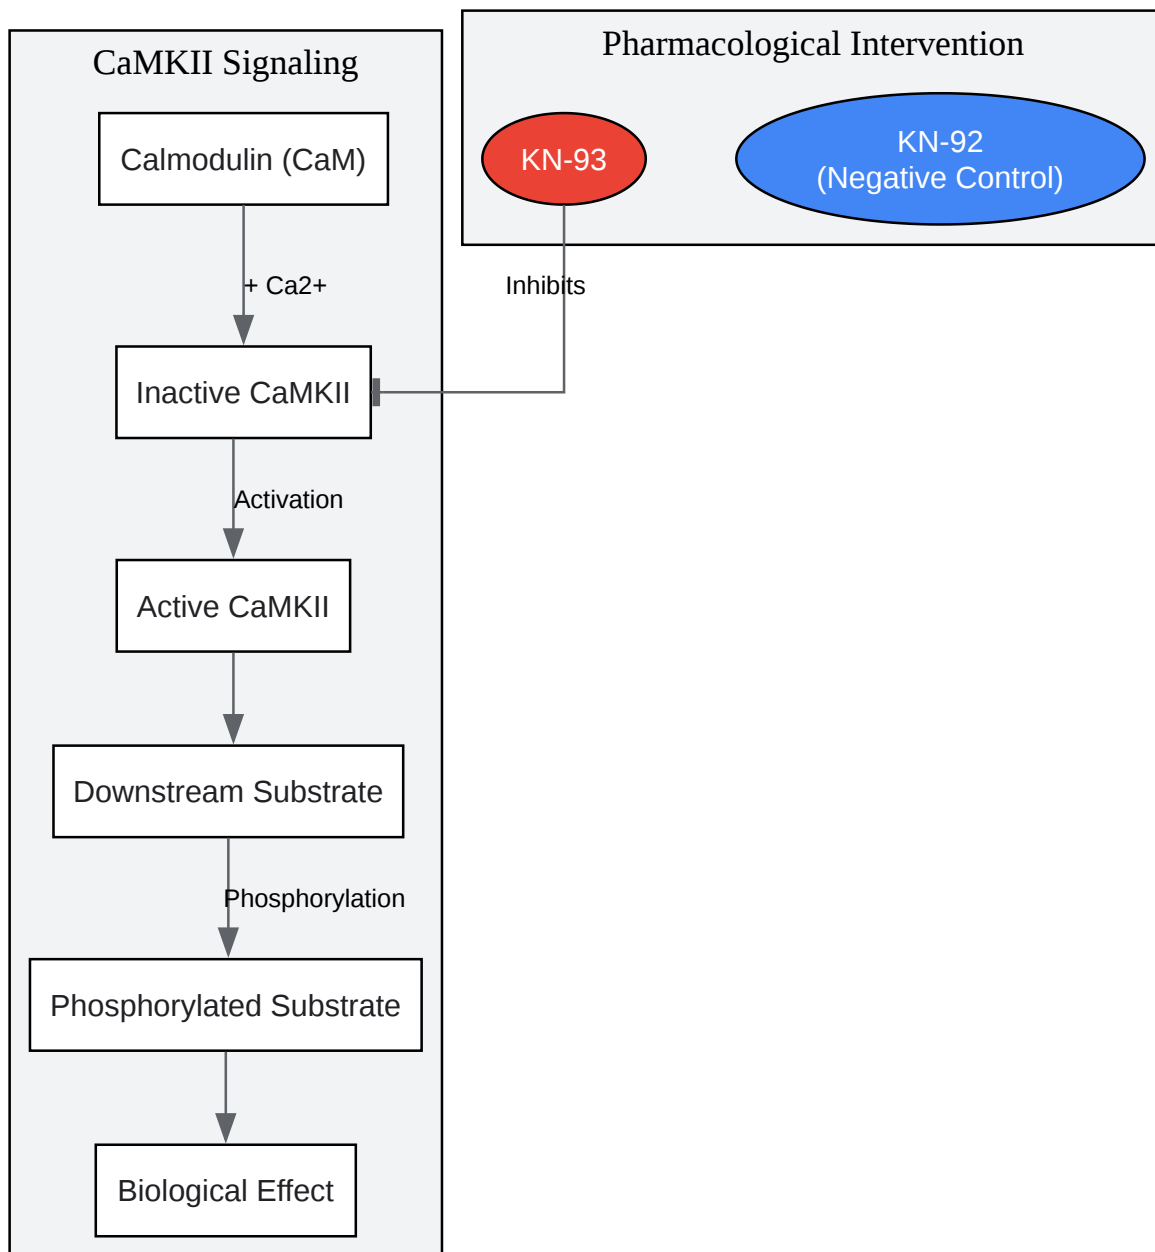 CaMKII Signaling
Calmodulin (CaM)
+ Ca2+
Inactive CaMKII
Activation
Active CaMKII
Downstream Substrate
Phosphorylation
Phosphorylated Substrate
Biological Effect
Pharmacological Intervention
KN-93
KN-92
(Negative Control)
Inhibits